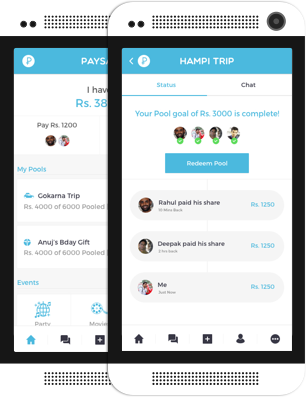 PAYSA
I have
Rs. 38
Pay Rs. 1200
My Pools
Gokarna Trip
Rs. 4000 of 6000 Pooled
Anuj's Bday Gift
Rs. 4000 of 6000 Pooled
Events
Party
Movie
HAMPI TRIP
Status
Chat
Your Pool goal of Rs. 3000 is complete!
Redeem Pool
Rahul paid his share
10 Mins Back
Rs. 1250
Deepak paid his share
2 hrs back
Rs. 1250
Me
Just Now
Rs. 1250